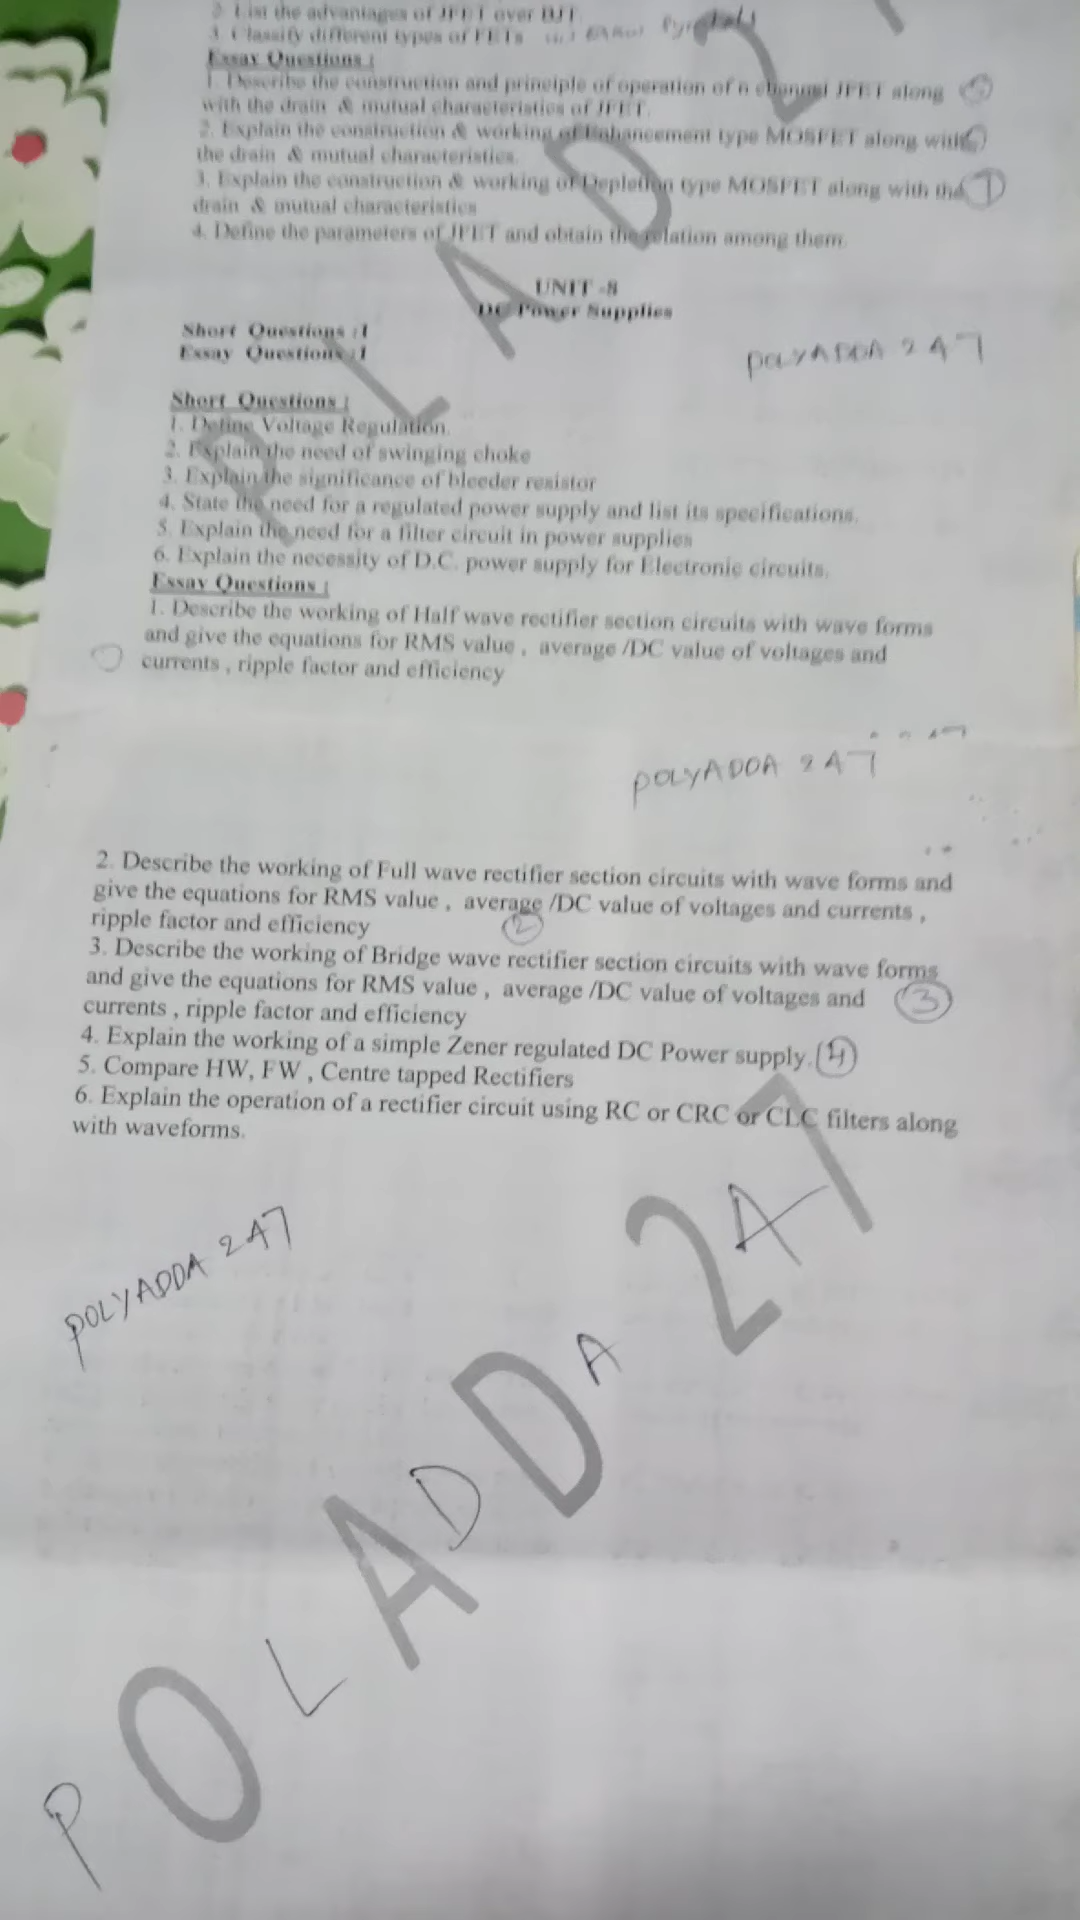 2. List the advantages of JFET over BJT
3. Classify different types of FETs
Essay Questions :
1. Describe the construction and principle of operation of n channel JFET along
with the drain & mutual characteristics of JFET.
2. Explain the construction & working of Enhancement type MOSFET along with
the drain & mutual characteristics.
3. Explain the construction & working of Depletion type MOSFET along with the 1
drain & mutual characteristics
4. Define the parameters of JFET and obtain the relation among them.
UNIT -8
DC Power Supplies
Short Questions :1
Essay Questions :1
POLYADDA 247
Short Questions :
1. Define Voltage Regulation.
2. Explain the need of swinging choke
3. Explain the significance of bleeder resistor
4. State the need for a regulated power supply and list its specifications.
5. Explain the need for a filter circuit in power supplies
6. Explain the necessity of D.C. power supply for Electronic circuits.
Essay Questions :
1. Describe the working of Half wave rectifier section circuits with wave forms
and give the equations for RMS value , average /DC value of voltages and
currents , ripple factor and efficiency
POLYADDA 247
2. Describe the working of Full wave rectifier section circuits with wave forms and
give the equations for RMS value , average /DC value of voltages and currents ,
ripple factor and efficiency 2
3. Describe the working of Bridge wave rectifier section circuits with wave forms
and give the equations for RMS value , average /DC value of voltages and 3
currents , ripple factor and efficiency
4. Explain the working of a simple Zener regulated DC Power supply. 4
5. Compare HW, FW , Centre tapped Rectifiers
6. Explain the operation of a rectifier circuit using RC or CRC or CLC filters along
with waveforms.
POLYADDA 247
POLADDA 247